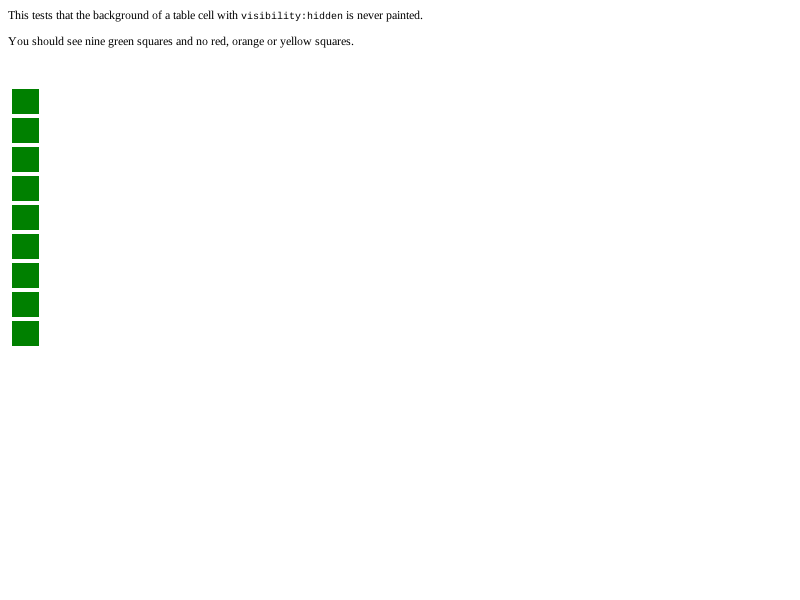 This tests that the background of a table cell with visibility:hidden is never painted.
You should see nine green squares and no red, orange or yellow squares.